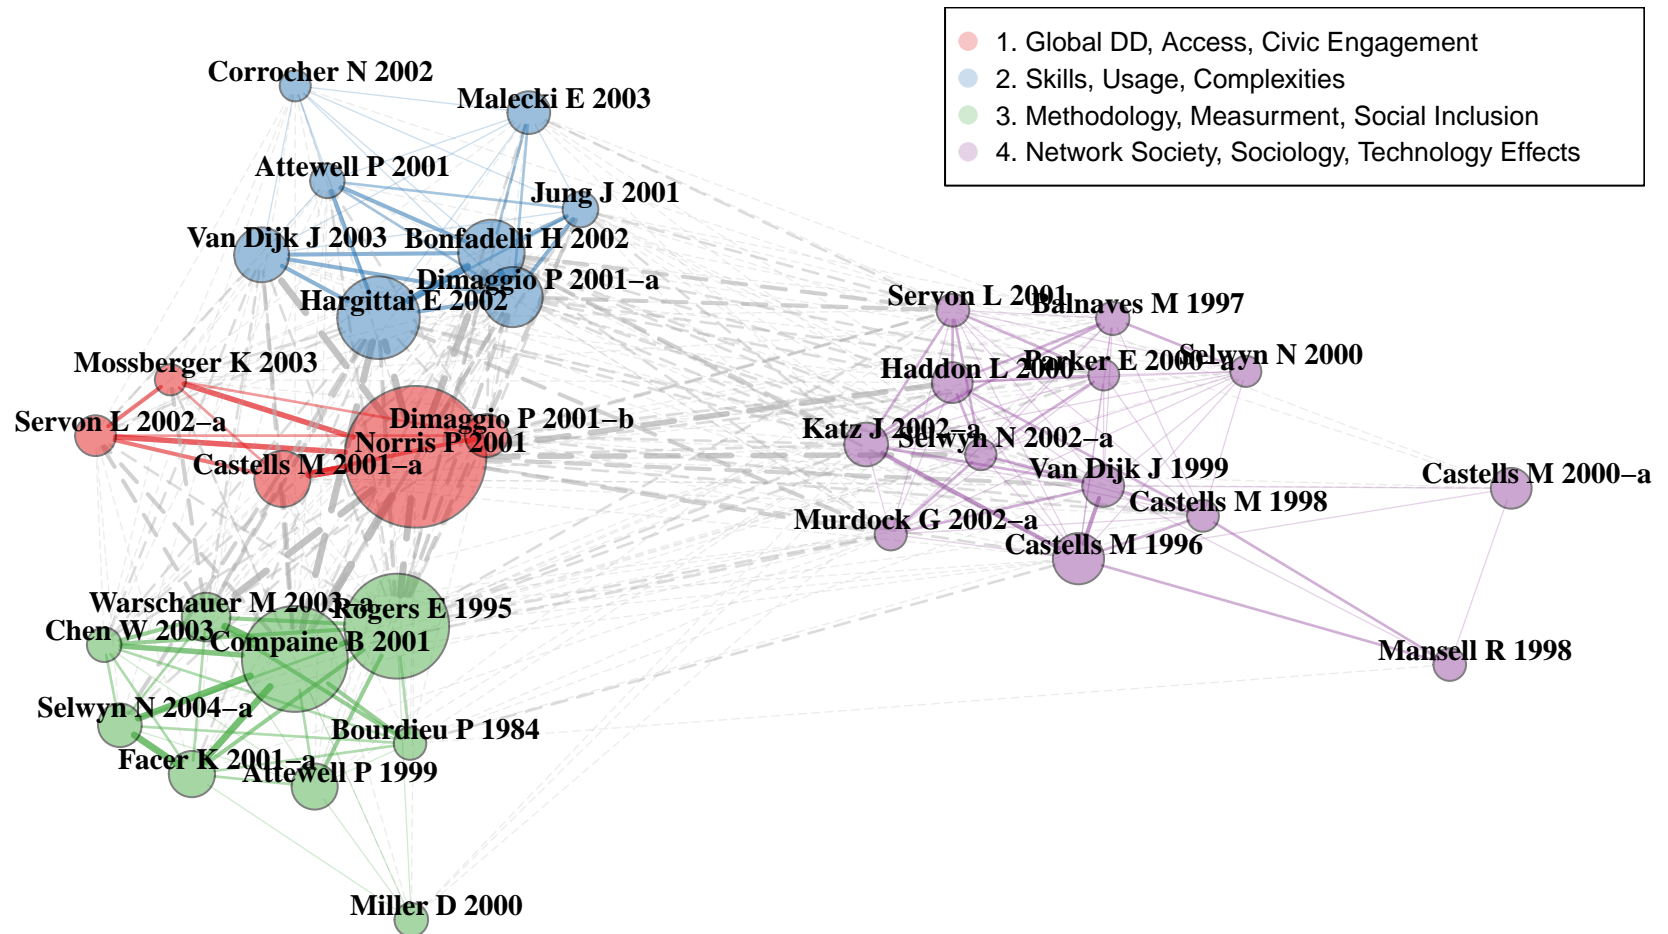 1. Global DD, Access, Civic Engagement
2. Skills, Usage, Complexities
3. Methodology, Measurment, Social Inclusion
4. Network Society, Sociology, Technology Effects
Corrocher N 2002
Malecki E 2003
Attewell P 2001
Jung J 2001
Van Dijk J 2003
Bonfadelli H 2002
Dimaggio P 2001−a
Hargittai E 2002
Servon L 2001
Balnaves M 1997
Mossberger K 2003
Haddon L 2000
Parker E 2000−a
Selwyn N 2000
Servon L 2002−a
Dimaggio P 2001−b
Norris P 2001
Castells M 2001−a
Katz J 2002−a
Selwyn N 2002−a
Van Dijk J 1999
Castells M 2000−a
Castells M 1998
Murdock G 2002−a
Castells M 1996
Warschauer M 2003−a
Rogers E 1995
Chen W 2003
Compaine B 2001
Mansell R 1998
Selwyn N 2004−a
Bourdieu P 1984
Facer K 2001−a
Attewell P 1999
Miller D 2000